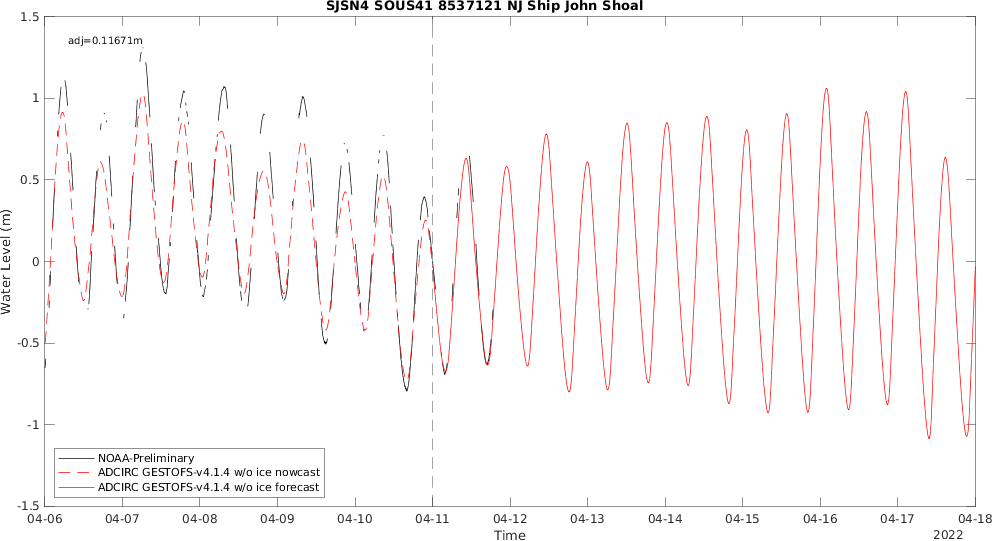 SJSN4 SOUS41 8537121 NJ Ship John Shoal
adj=0.11671m
1.5
1
0.5
0
-0.5
-1
-1.5
Water Level (m)
NOAA-Preliminary
ADCIRC GESTOFS-v4.1.4 w/o ice nowcast
ADCIRC GESTOFS-v4.1.4 w/o ice forecast
04-06 04-07 04-08 04-09 04-10 04-11 04-12 04-13 04-14 04-15 04-16 04-17 04-18
Time
2022